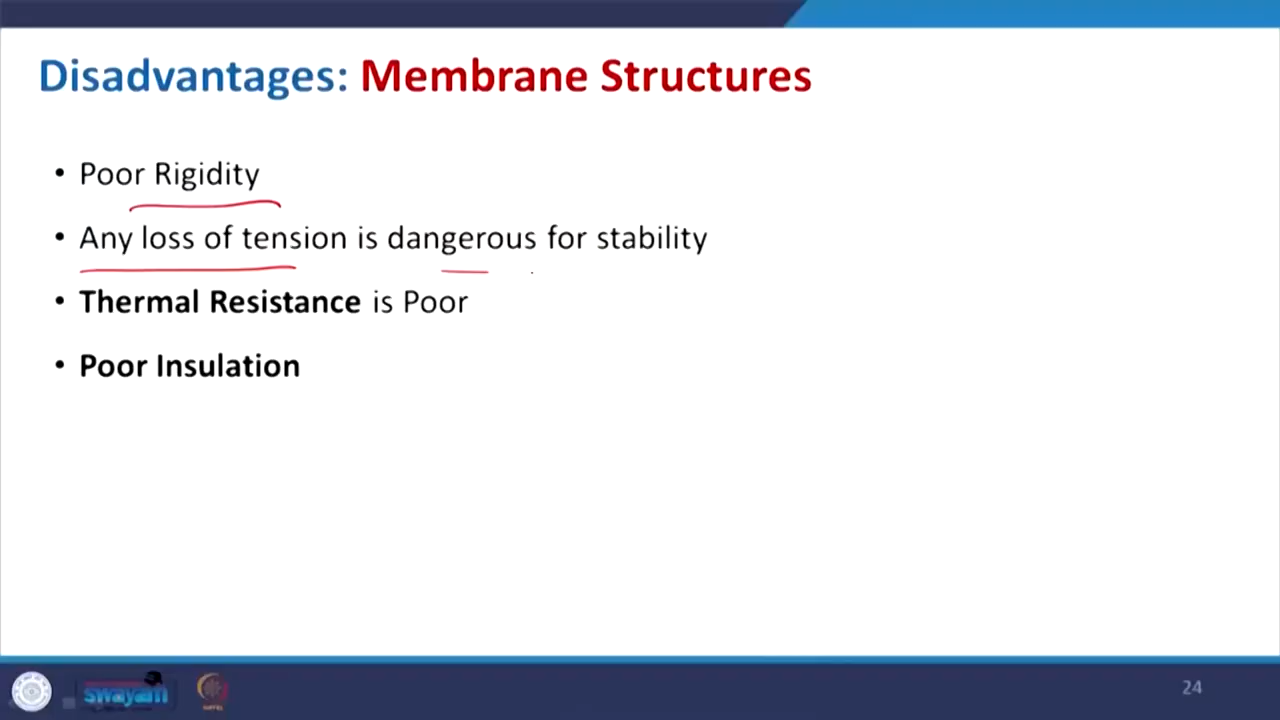 Disadvantages: Membrane Structures
• Poor Rigidity
• Any loss of tension is dangerous for stability
• Thermal Resistance is Poor
• Poor Insulation
swayam
24